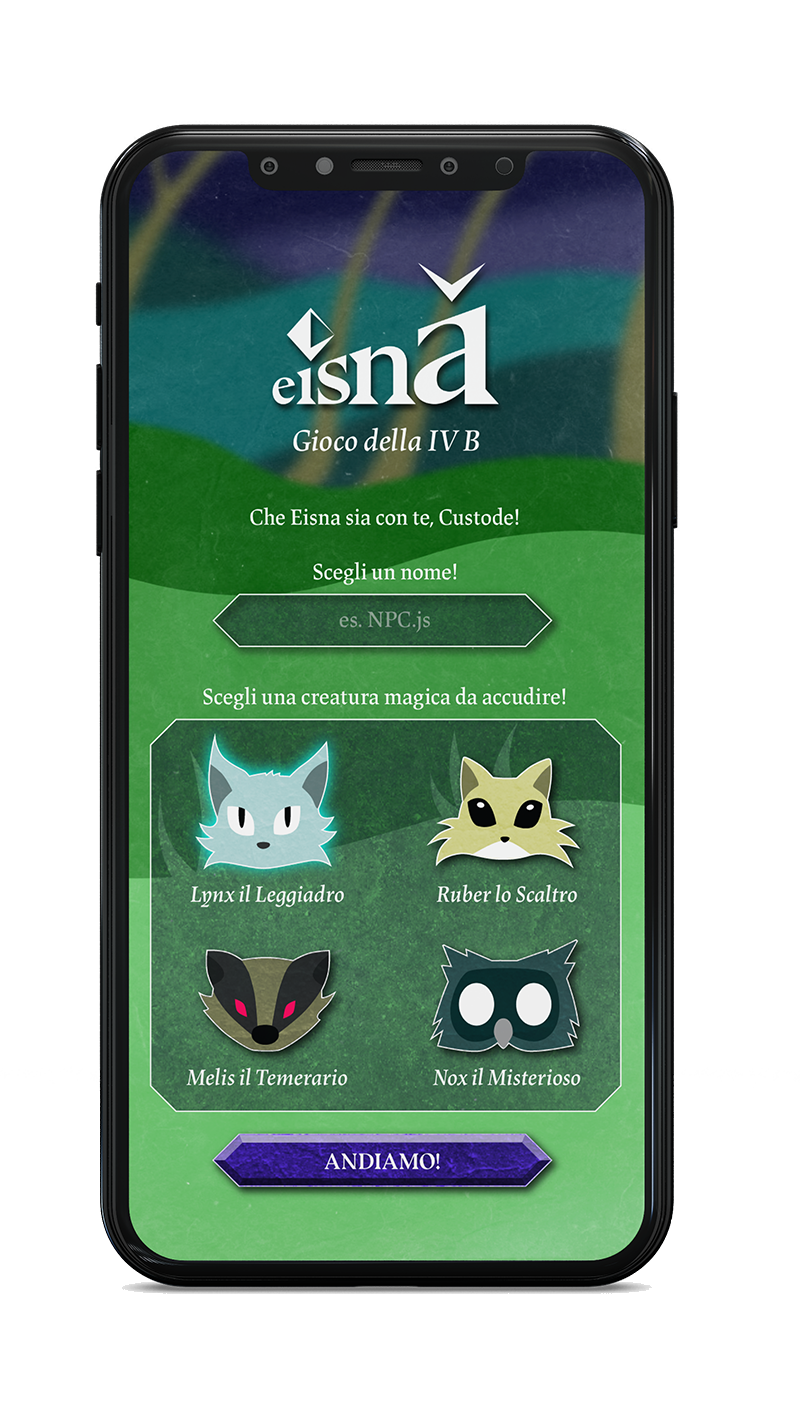 eisnǎ
Gioco della IV B
Che Eisna sia con te, Custode!
Scegli un nome!
es. NPC.js
Scegli una creatura magica da accudire!
Lynx il Leggiadro
Ruber lo Scaltro
Melis il Temerario
Nox il Misterioso
ANDIAMO!